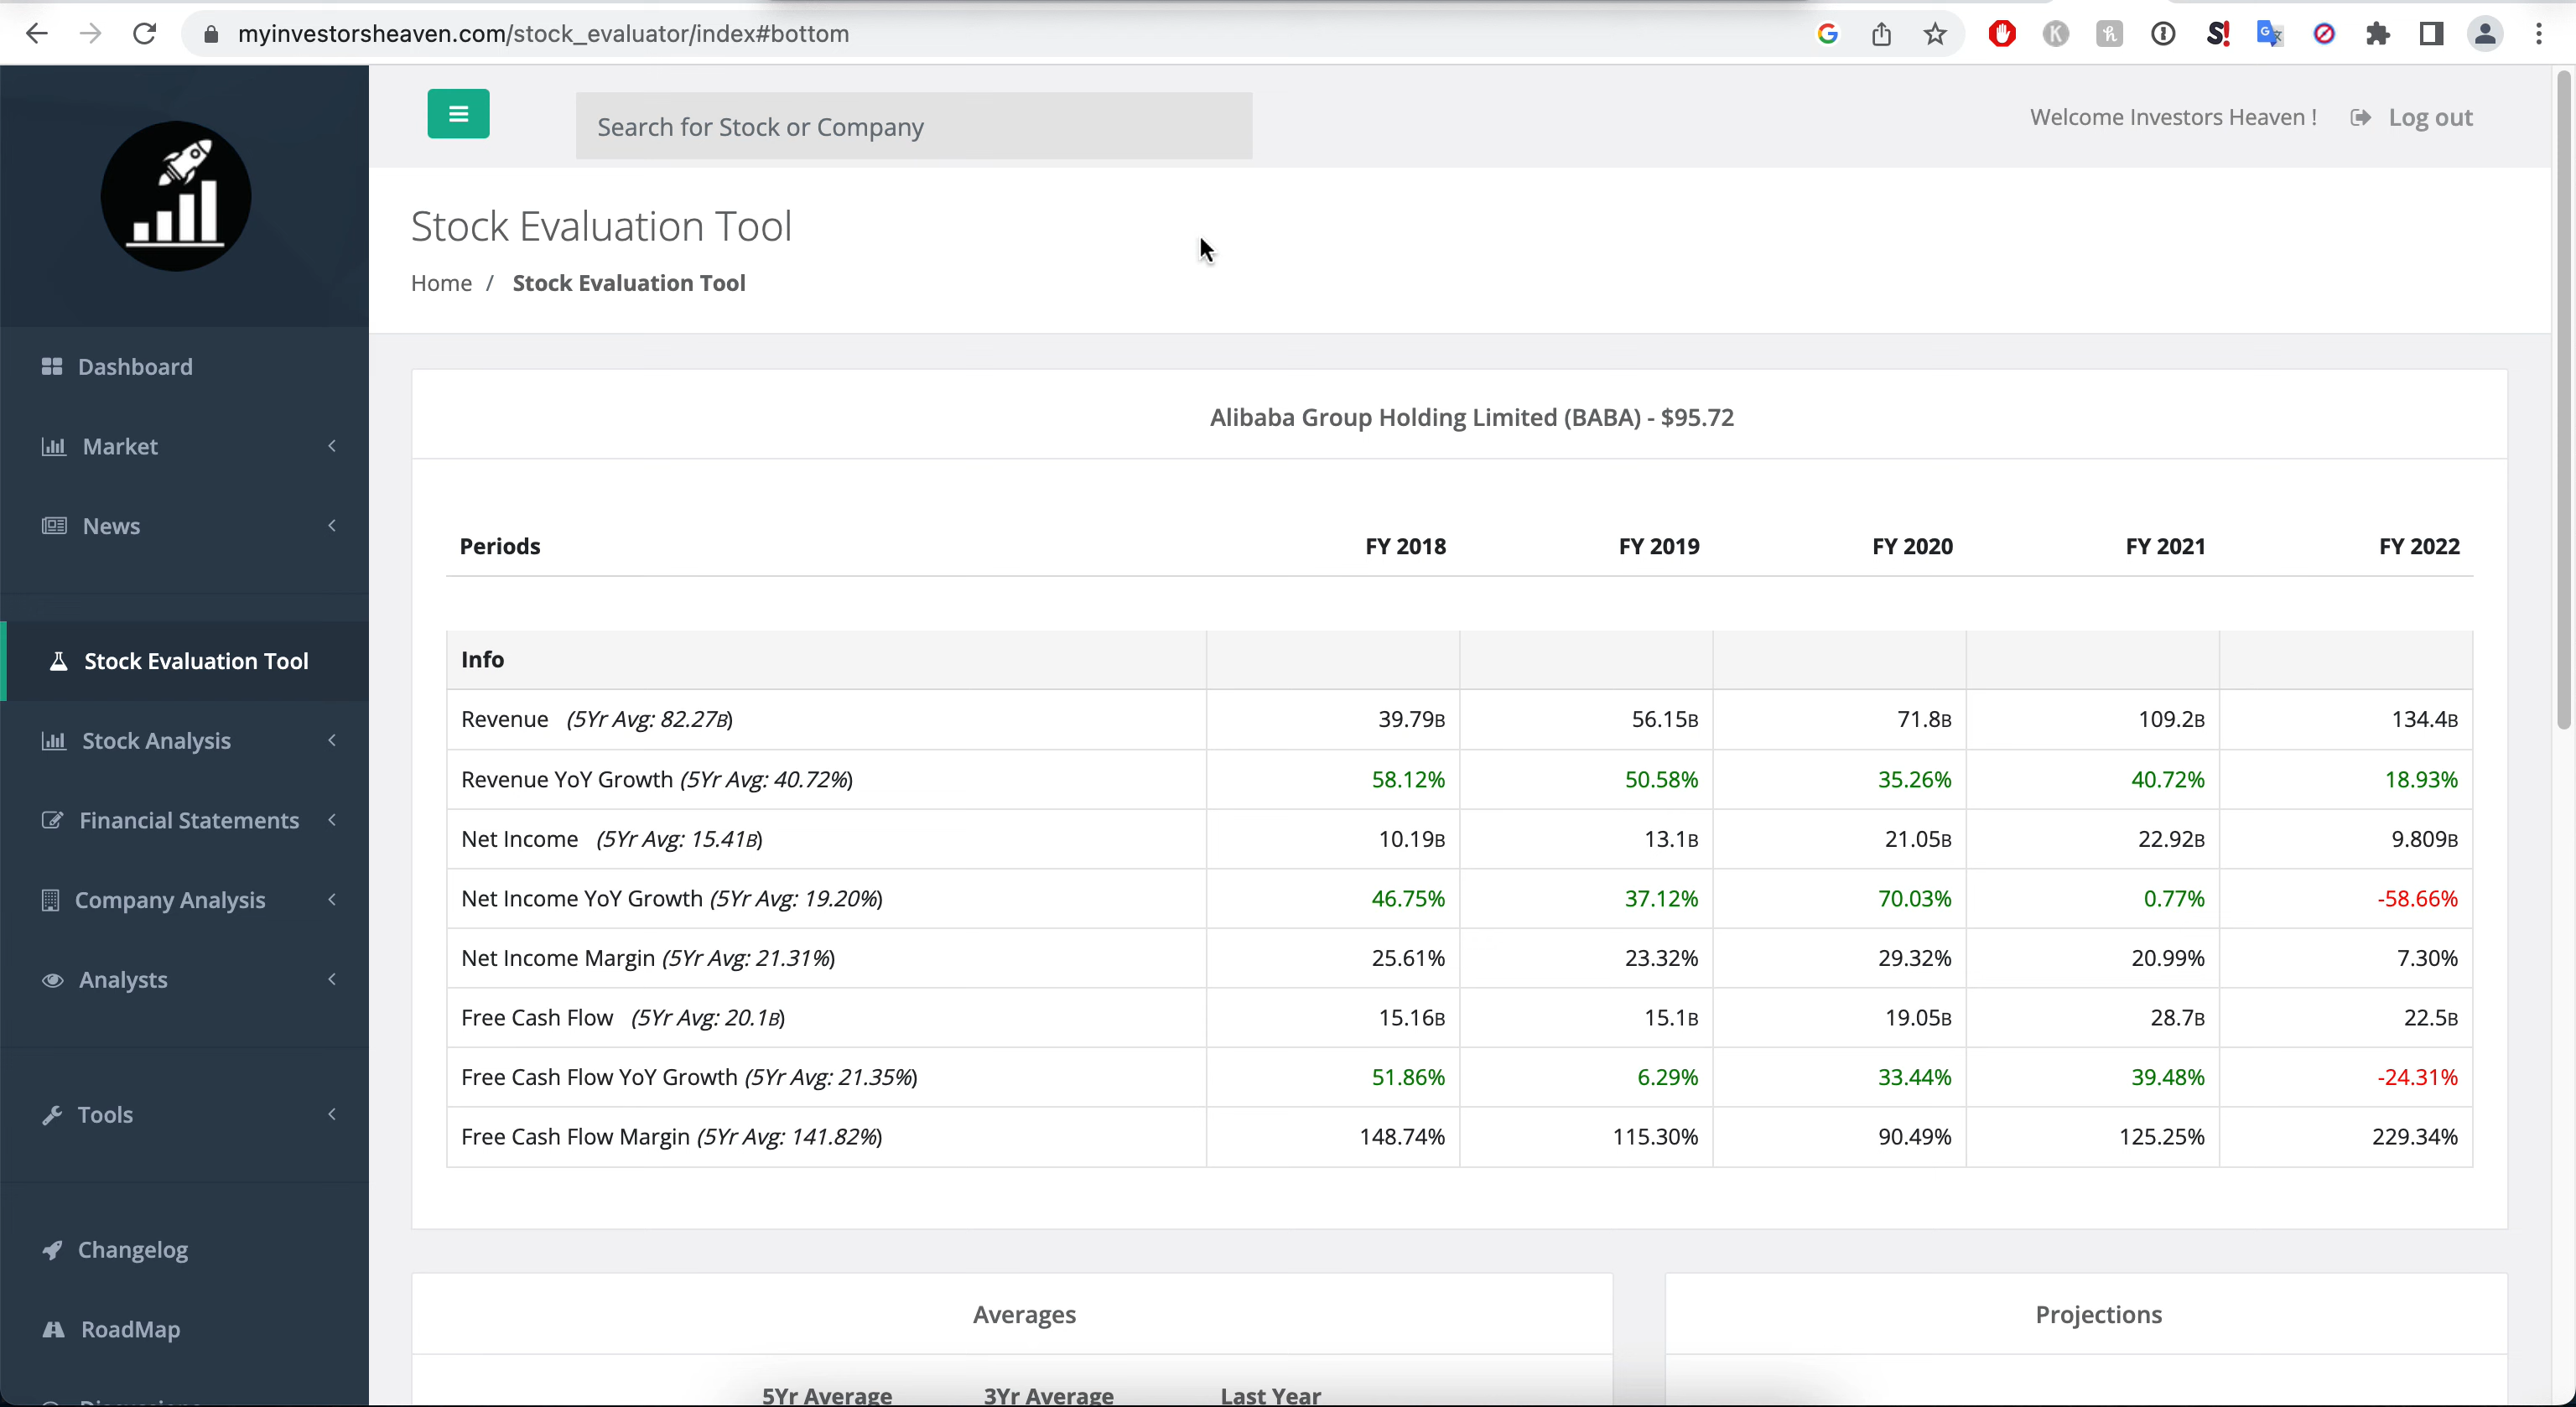 myinvestorsheaven.com/stock_evaluator/index#bottom
Search for Stock or Company
Welcome Investors Heaven !
Log out
Stock Evaluation Tool
Home / Stock Evaluation Tool
Dashboard
Market
News
Stock Evaluation Tool
Stock Analysis
Financial Statements
Company Analysis
Analysts
Tools
Changelog
RoadMap
Alibaba Group Holding Limited (BABA) - $95.72
Periods FY 2018 FY 2019 FY 2020 FY 2021 FY 2022
Info
Revenue (5Yr Avg: 82.27B) 39.79B 56.15B 71.8B 109.2B 134.4B
Revenue YoY Growth (5Yr Avg: 40.72%) 58.12% 50.58% 35.26% 40.72% 18.93%
Net Income (5Yr Avg: 15.41B) 10.19B 13.1B 21.05B 22.92B 9.809B
Net Income YoY Growth (5Yr Avg: 19.20%) 46.75% 37.12% 70.03% 0.77% -58.66%
Net Income Margin (5Yr Avg: 21.31%) 25.61% 23.32% 29.32% 20.99% 7.30%
Free Cash Flow (5Yr Avg: 20.1B) 15.16B 15.1B 19.05B 28.7B 22.5B
Free Cash Flow YoY Growth (5Yr Avg: 21.35%) 51.86% 6.29% 33.44% 39.48% -24.31%
Free Cash Flow Margin (5Yr Avg: 141.82%) 148.74% 115.30% 90.49% 125.25% 229.34%
Averages
5Yr Average 3Yr Average Last Year
Projections